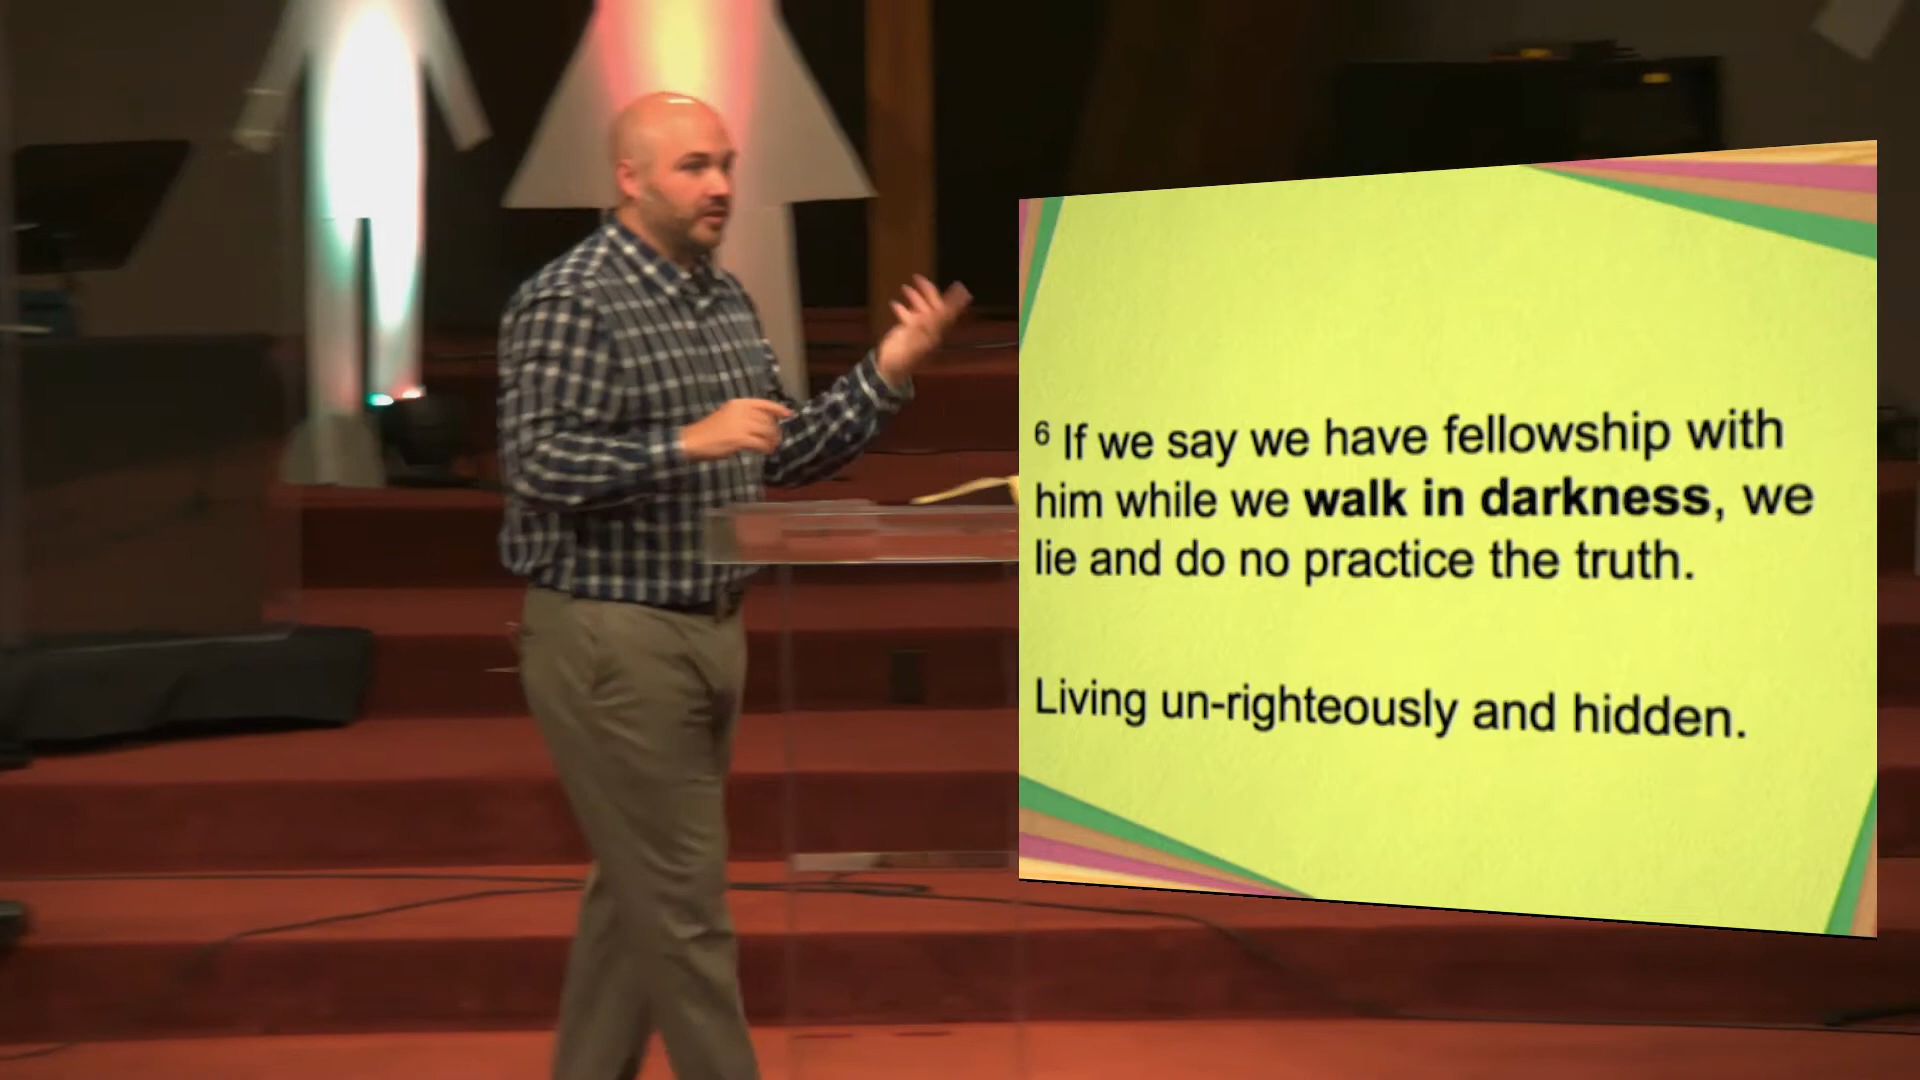 6 If we say we have fellowship with
him while we walk in darkness, we
lie and do no practice the truth.
Living un-righteously and hidden.